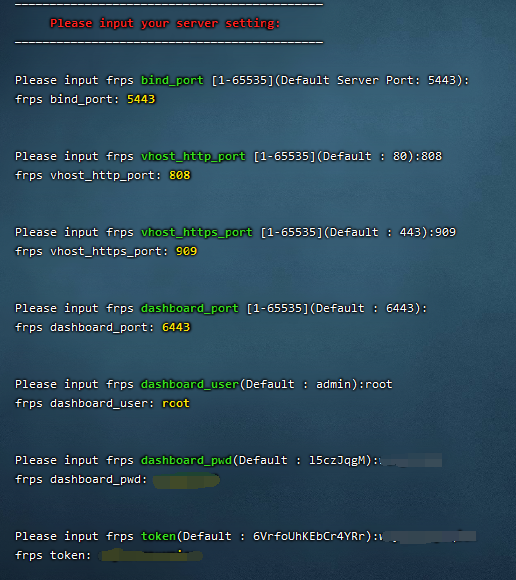 Please input your server setting:
Please input frps bind_port [1-65535](Default Server Port: 5443):
frps bind_port: 5443
Please input frps vhost_http_port [1-65535](Default : 80):808
frps vhost_http_port: 808
Please input frps vhost_https_port [1-65535](Default : 443):909
frps vhost_https_port: 909
Please input frps dashboard_port [1-65535](Default : 6443):
frps dashboard_port: 6443
Please input frps dashboard_user(Default : admin):root
frps dashboard_user: root
Please input frps dashboard_pwd(Default : l5czJqgM):
frps dashboard_pwd:
Please input frps token(Default : 6VrfoUhKEbCr4YRr):
frps token: